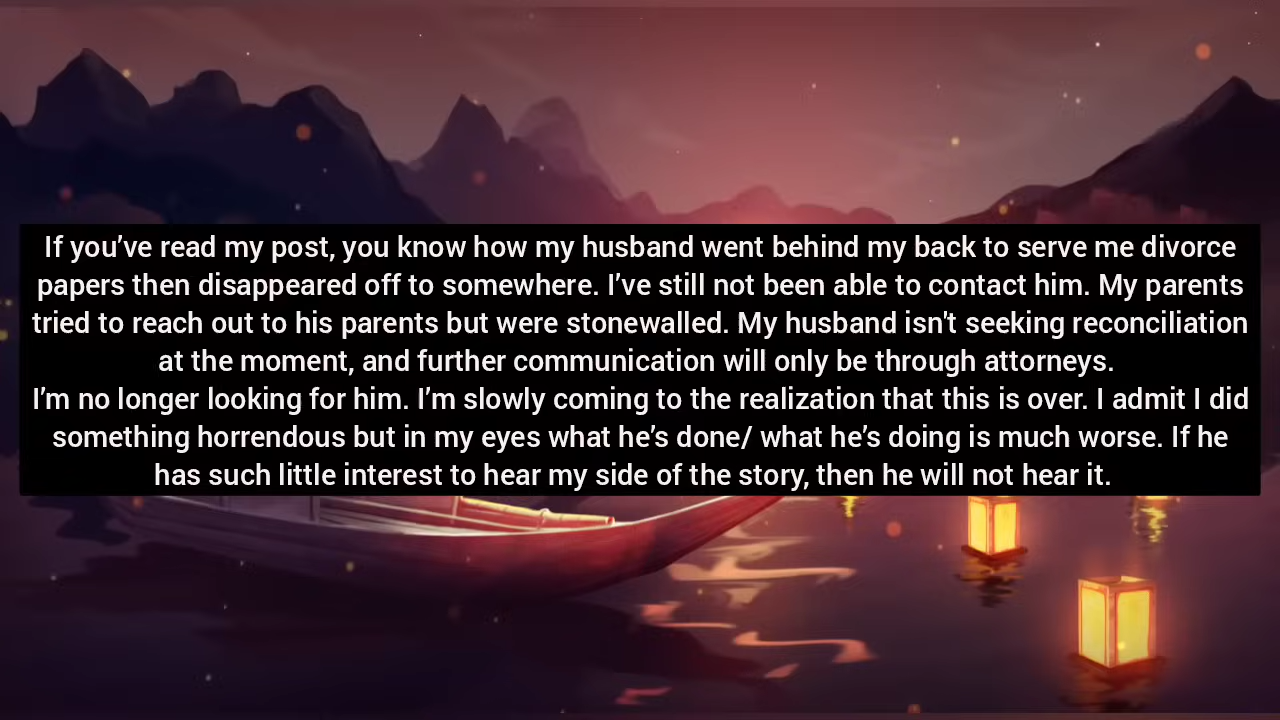 If you’ve read my post, you know how my husband went behind my back to serve me divorce
papers then disappeared off to somewhere. I’ve still not been able to contact him. My parents
tried to reach out to his parents but were stonewalled. My husband isn't seeking reconciliation
at the moment, and further communication will only be through attorneys.
I’m no longer looking for him. I’m slowly coming to the realization that this is over. I admit I did
something horrendous but in my eyes what he’s done/ what he’s doing is much worse. If he
has such little interest to hear my side of the story, then he will not hear it.